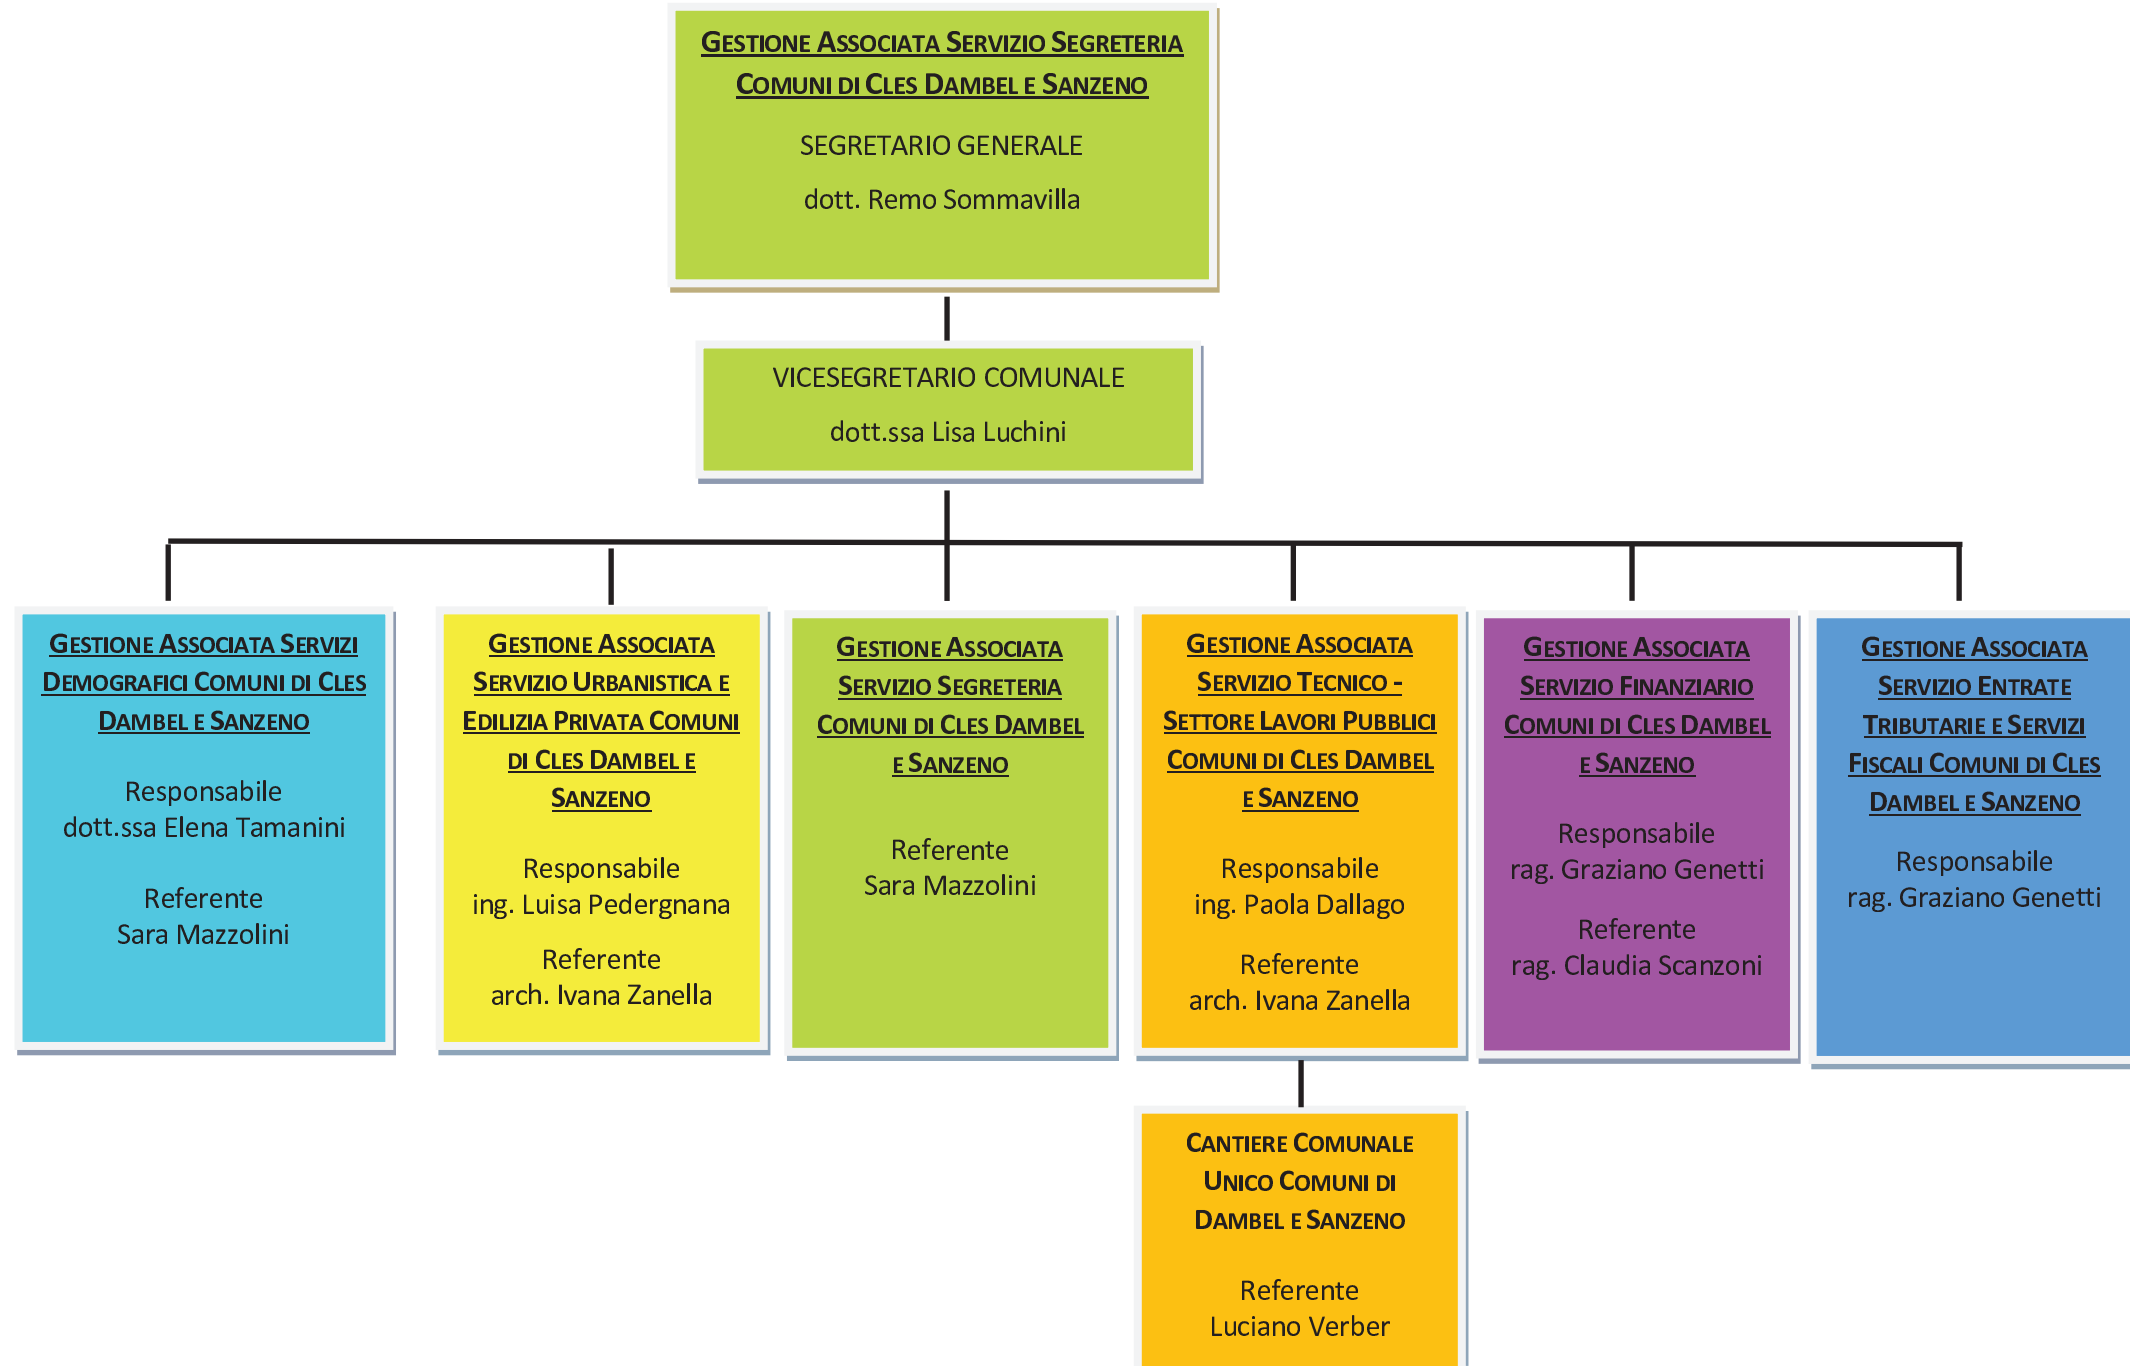 GESTIONE ASSOCIATA SERVIZIO SEGRETERIA
COMUNI DI CLES DAMBEL E SANZENO
SEGRETARIO GENERALE
dott. Remo Sommavilla
VICESEGRETARIO COMUNALE
dott.ssa Lisa Luchini
GESTIONE ASSOCIATA SERVIZI
DEMOGRAFICI COMUNI DI CLES
DAMBEL E SANZENO
Responsabile
dott.ssa Elena Tamanini
Referente
Sara Mazzolini
GESTIONE ASSOCIATA
SERVIZIO URBANISTICA E
EDILIZIA PRIVATA COMUNI
DI CLES DAMBEL E
SANZENO
Responsabile
ing. Luisa Pedergnana
Referente
arch. Ivana Zanella
GESTIONE ASSOCIATA
SERVIZIO SEGRETERIA
COMUNI DI CLES DAMBEL
E SANZENO
Referente
Sara Mazzolini
GESTIONE ASSOCIATA
SERVIZIO TECNICO -
SETTORE LAVORI PUBBLICI
COMUNI DI CLES DAMBEL
E SANZENO
Responsabile
ing. Paola Dallago
Referente
arch. Ivana Zanella
GESTIONE ASSOCIATA
SERVIZIO FINANZIARIO
COMUNI DI CLES DAMBEL
E SANZENO
Responsabile
rag. Graziano Genetti
Referente
rag. Claudia Scanzoni
GESTIONE ASSOCIATA
SERVIZIO ENTRATE
TRIBUTARIE E SERVIZI
FISCALI COMUNI DI CLES
DAMBEL E SANZENO
Responsabile
rag. Graziano Genetti
CANTIERE COMUNALE
UNICO COMUNI DI
DAMBEL E SANZENO
Referente
Luciano Verber